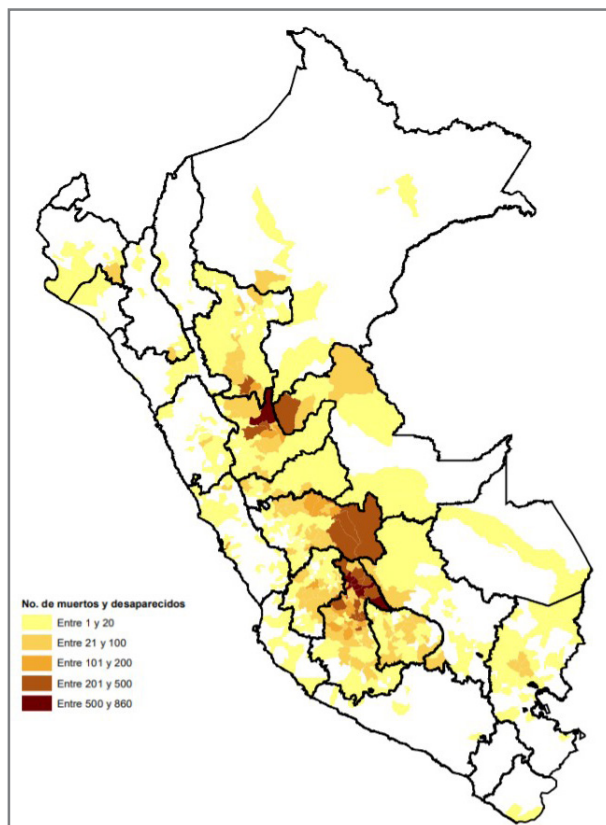 No. de muertos y desaparecidos
Entre 1 y 20
Entre 21 y 100
Entre 101 y 200
Entre 201 y 500
Entre 500 y 860